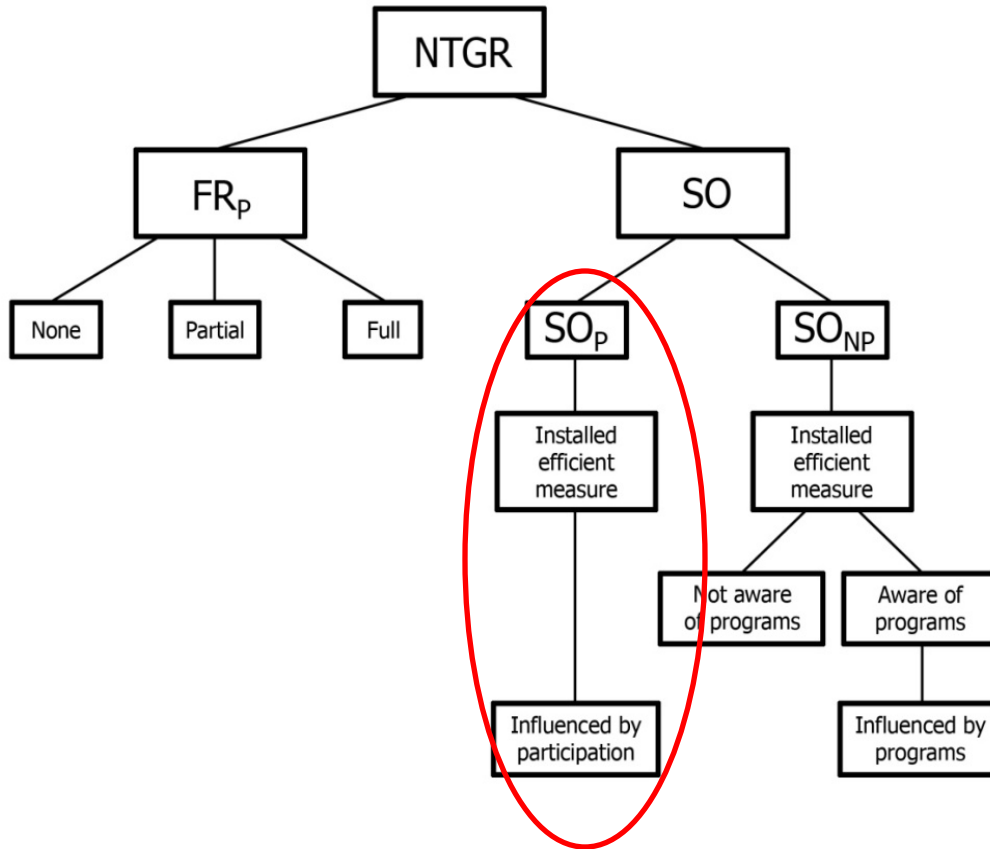 NTGR
FRP
SO
None
Partial
Full
SOP
SONP
Installed
efficient
measure
Installed
efficient
measure
Not aware
of programs
Aware of
programs
Influenced by
participation
Influenced by
programs